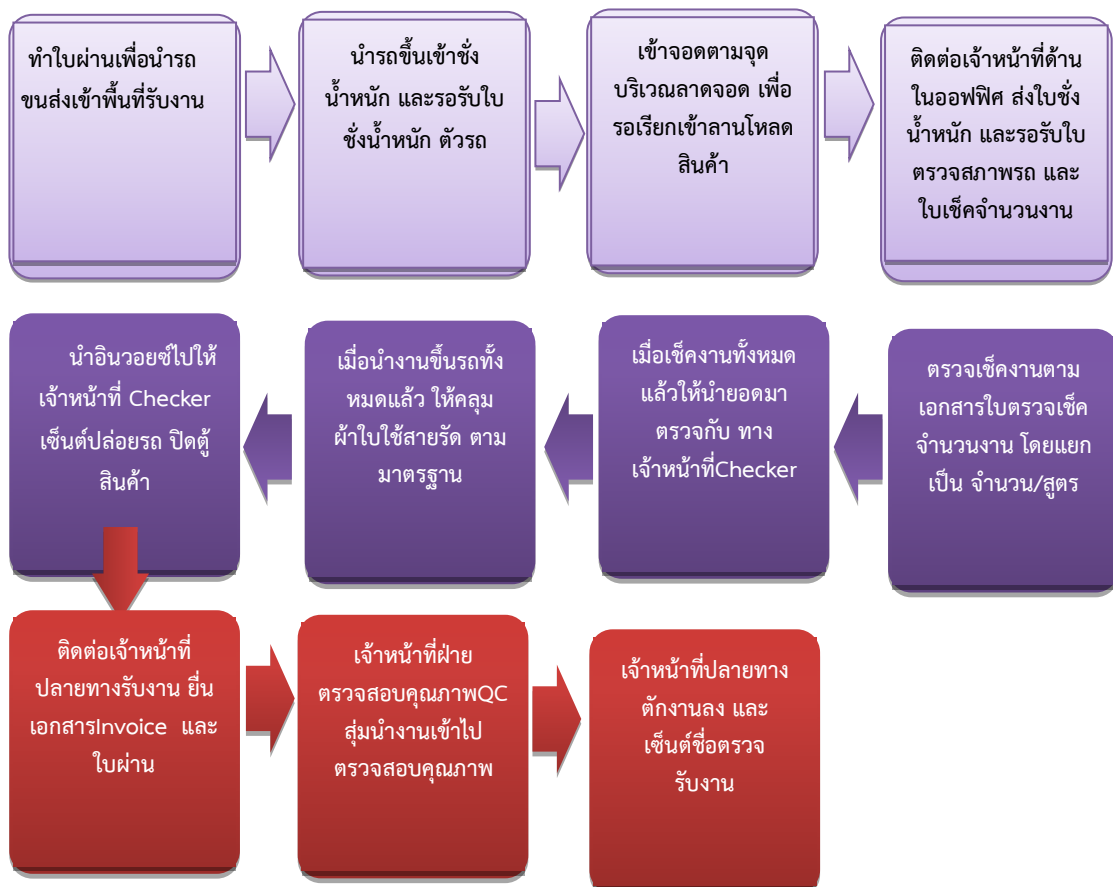 ทำใบผ่านเพื่อนำรถ
ขนส่งเข้าพื้นที่รับงาน
นำรถขึ้นเข้าชั่ง
น้ำหนัก และรอรับใบ
ชั่งน้ำหนัก ตัวรถ
เข้าจอดตามจุด
บริเวณลาดจอด เพื่อ
รอเรียกเข้าลานโหลด
สินค้า
ติดต่อเจ้าหน้าที่ด้าน
ในออฟฟิศ ส่งใบชั่ง
น้ำหนัก และรอรับใบ
ตรวจสภาพรถ และ
ใบเช็คจำนวนงาน
ตรวจเช็คงานตาม
เอกสารใบตรวจเช็ค
จำนวนงาน โดยแยก
เป็น จำนวน/สูตร
เมื่อเช็คงานทั้งหมด
แล้วให้นำยอดมา
ตรวจกับ ทาง
เจ้าหน้าที่Checker
เมื่อนำงานขึ้นรถทั้ง
หมดแล้ว ให้คลุม
ผ้าใบใช้สายรัด ตาม
มาตรฐาน
นำอินวอยซ์ไปให้
เจ้าหน้าที่ Checker
เซ็นต์ปล่อยรถ ปิดตู้
สินค้า
ติดต่อเจ้าหน้าที่
ปลายทางรับงาน ยื่น
เอกสารInvoice และ
ใบผ่าน
เจ้าหน้าที่ฝ่าย
ตรวจสอบคุณภาพQC
สุ่มนำงานเข้าไป
ตรวจสอบคุณภาพ
เจ้าหน้าที่ปลายทาง
ตักงานลง และ
เซ็นต์ชื่อตรวจ
รับงาน